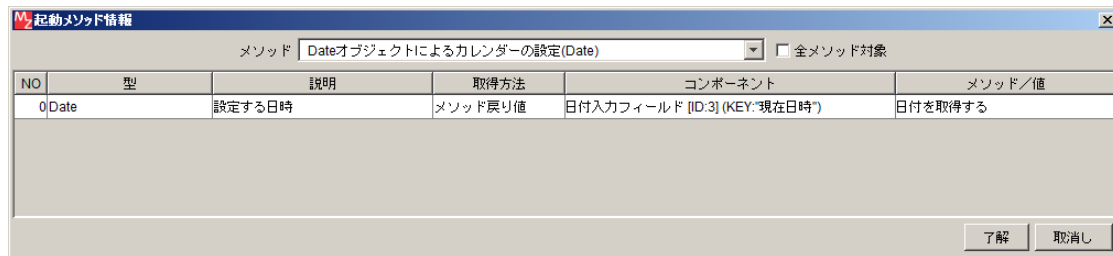 起動メソッド情報
メソッド Dateオブジェクトによるカレンダーの設定(Date) 全メソッド対象
NO 型 説明 取得方法 コンポーネント メソッド／値
0 Date 設定する日時 メソッド戻り値 日付入力フィールド [ID:3] (KEY:"現在日時") 日付を取得する
了解 取消し